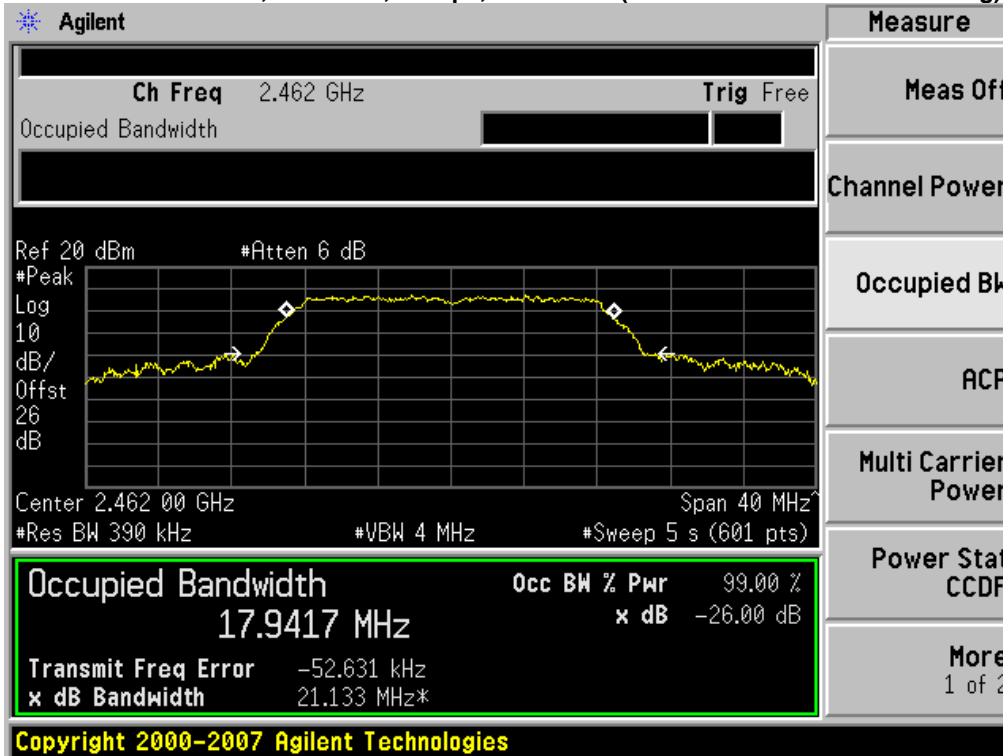 Agilent
Measure
Ch Freq 2.462 GHz Trig Free
Occupied Bandwidth
Meas Off
Channel Power
Occupied BW
ACP
Multi Carrier
Power
Power Stat
CCDF
More
1 of 2
Ref 20 dBm #Atten 6 dB
#Peak
Log
10
dB/
Offst
26
dB
Center 2.462 00 GHz Span 40 MHz^
#Res BW 390 kHz #VBW 4 MHz #Sweep 5 s (601 pts)
Occupied Bandwidth Occ BW % Pwr 99.00 %
17.9417 MHz x dB -26.00 dB
Transmit Freq Error -52.631 kHz
x dB Bandwidth 21.133 MHz*
Copyright 2000-2007 Agilent Technologies